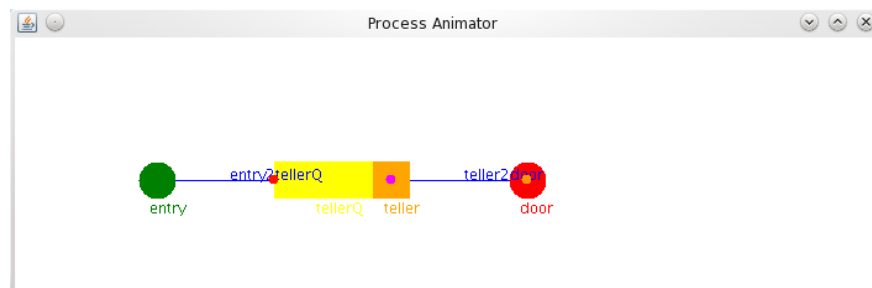 Process Animator
entry2tellerQ
teller2door
entry
tellerQ
teller
door